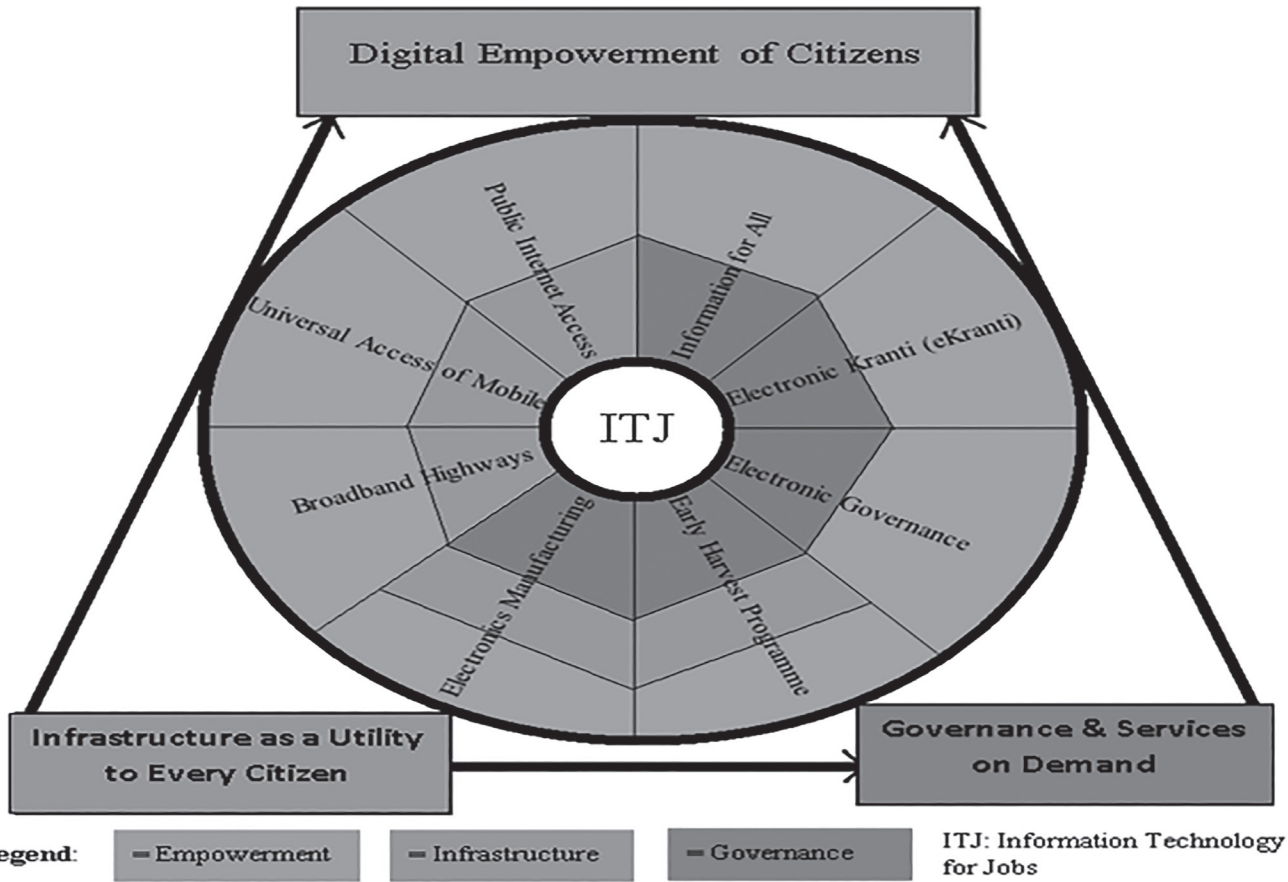 Digital Empowerment of Citizens
Public Internet Access
Information for All
Universal Access of Mobile
Electronic Kranti (eKranti)
ITJ
Broadband Highways
Electronic Governance
Electronics Manufacturing
Early Harvest Programme
Infrastructure as a Utility
to Every Citizen
Governance & Services
on Demand
egend:
= Empowerment
= Infrastructure
= Governance
ITJ: Information Technology
for Jobs